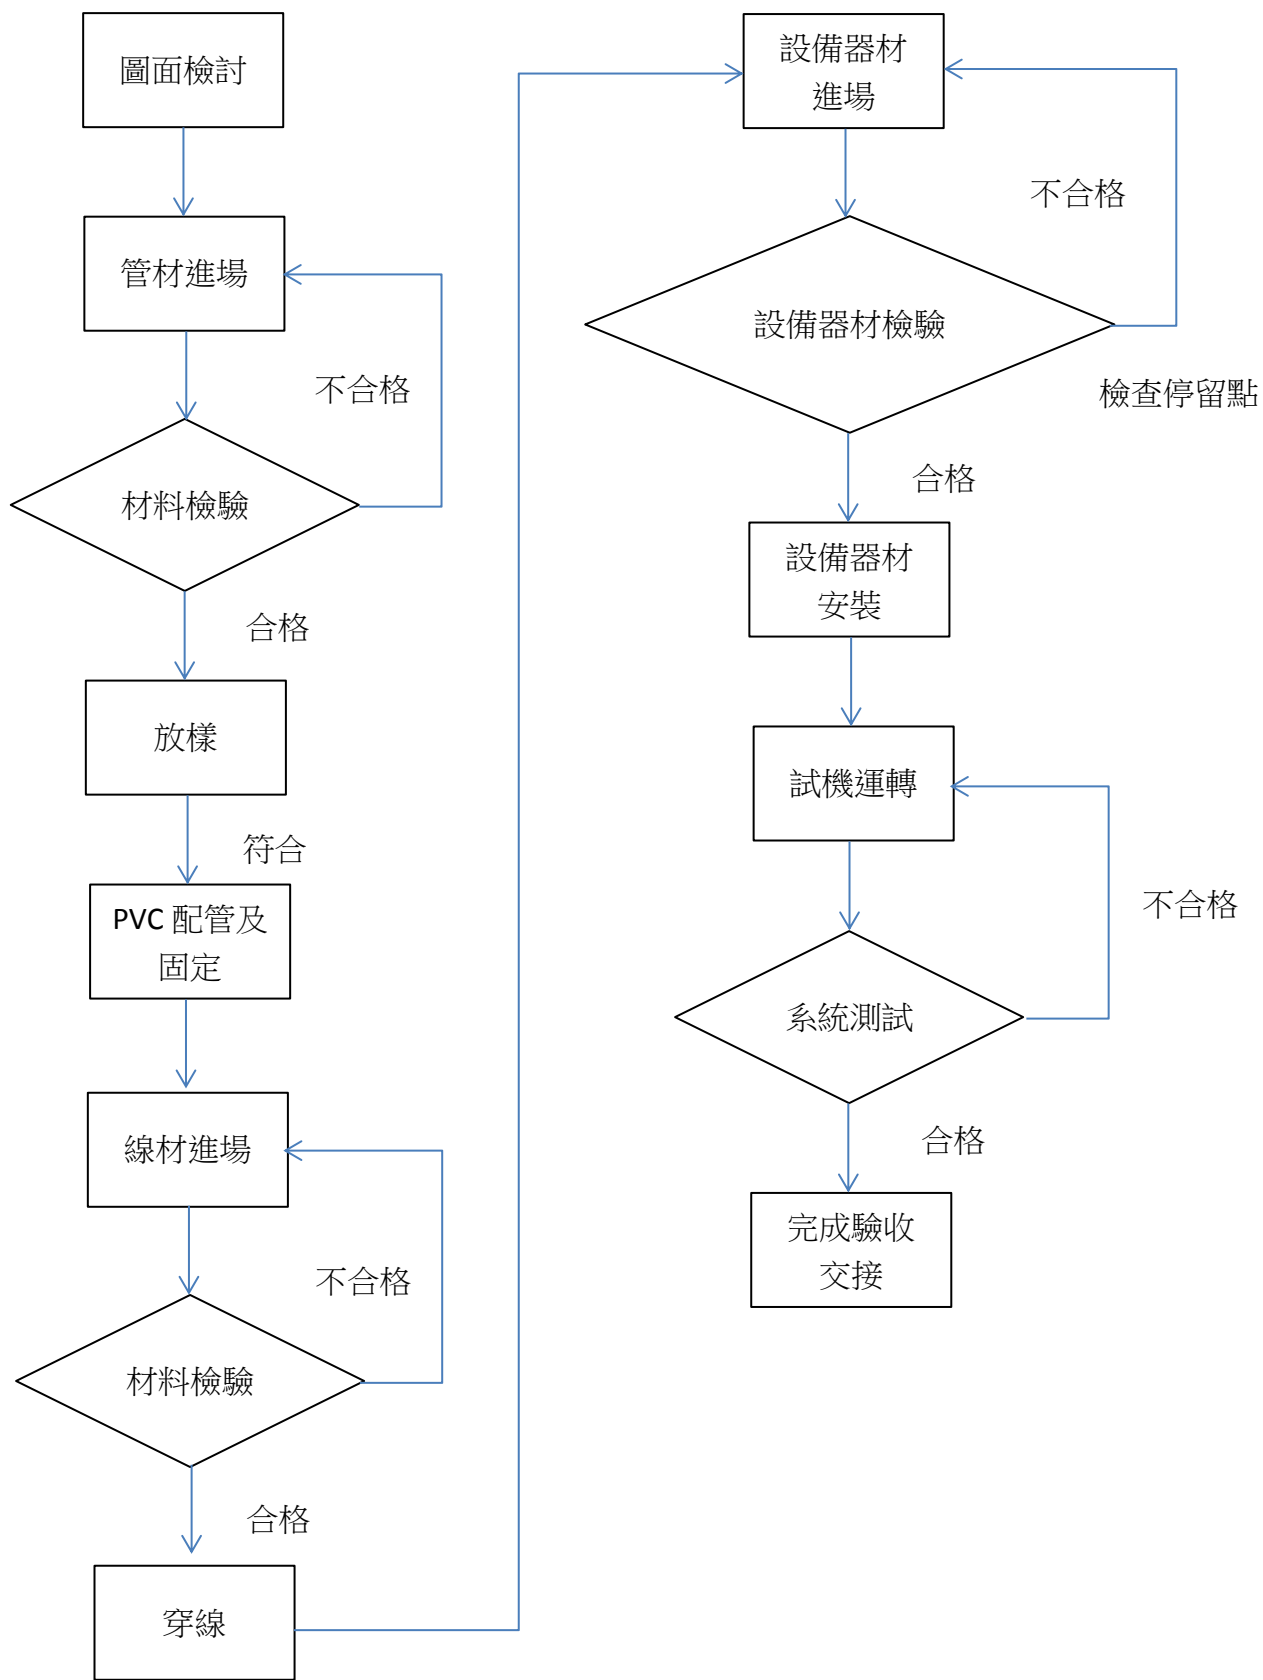 圖面檢討
管材進場
不合格
材料檢驗
合格
放樣
符合
PVC 配管及
固定
線材進場
不合格
材料檢驗
合格
穿線
設備器材
進場
不合格
設備器材檢驗
檢查停留點
合格
設備器材
安裝
試機運轉
不合格
系統測試
合格
完成驗收
交接